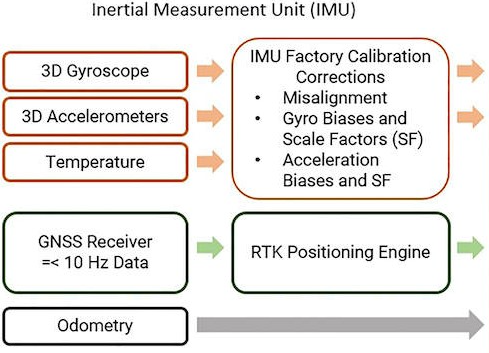 Inertial Measurement Unit (IMU)
3D Gyroscope
3D Accelerometers
Temperature
IMU Factory Calibration
Corrections
• Misalignment
• Gyro Biases and
Scale Factors (SF)
• Acceleration
Biases and SF
GNSS Receiver
=< 10 Hz Data
RTK Positioning Engine
Odometry